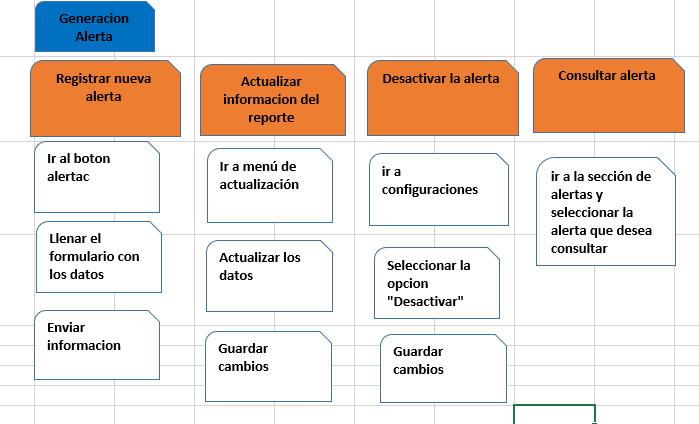 Generacion
Alerta
Registrar nueva
alerta
Actualizar
informacion del
reporte
Desactivar la alerta
Consultar alerta
Ir al boton
alertac
Ir a menú de
actualización
ir a
configuraciones
ir a la sección de
alertas y
seleccionar la
alerta que desea
consultar
Llenar el
formulario con
los datos
Actualizar los
datos
Seleccionar la
opcion
"Desactivar"
Enviar
informacion
Guardar
cambios
Guardar
cambios